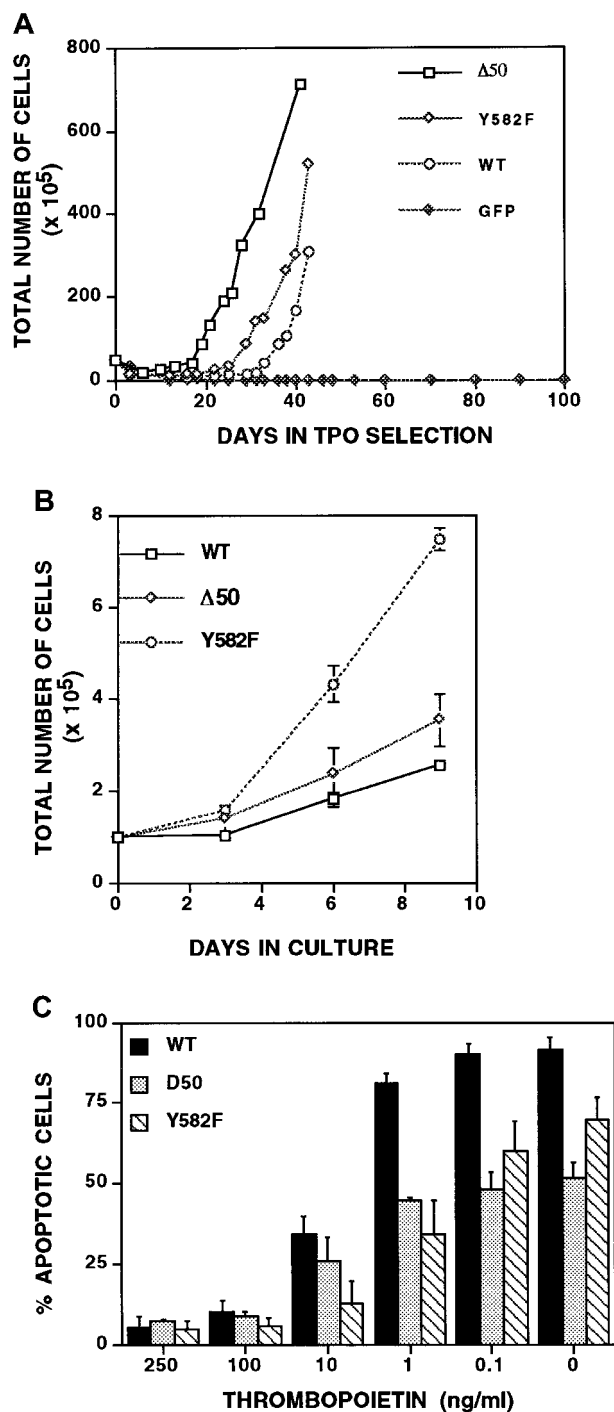 A
TOTAL NUMBER OF CELLS
(x 10⁵)
800
600
400
200
0
0
20
40
60
80
100
DAYS IN TPO SELECTION
Δ50
Y582F
WT
GFP
B
TOTAL NUMBER OF CELLS
(x 10⁵)
8
6
4
2
0
0
2
4
6
8
10
DAYS IN CULTURE
WT
Δ50
Y582F
C
% APOPTOTIC CELLS
100
75
50
25
0
WT
D50
Y582F
250
100
10
1
0.1
0
THROMBOPOIETIN (ng/ml)